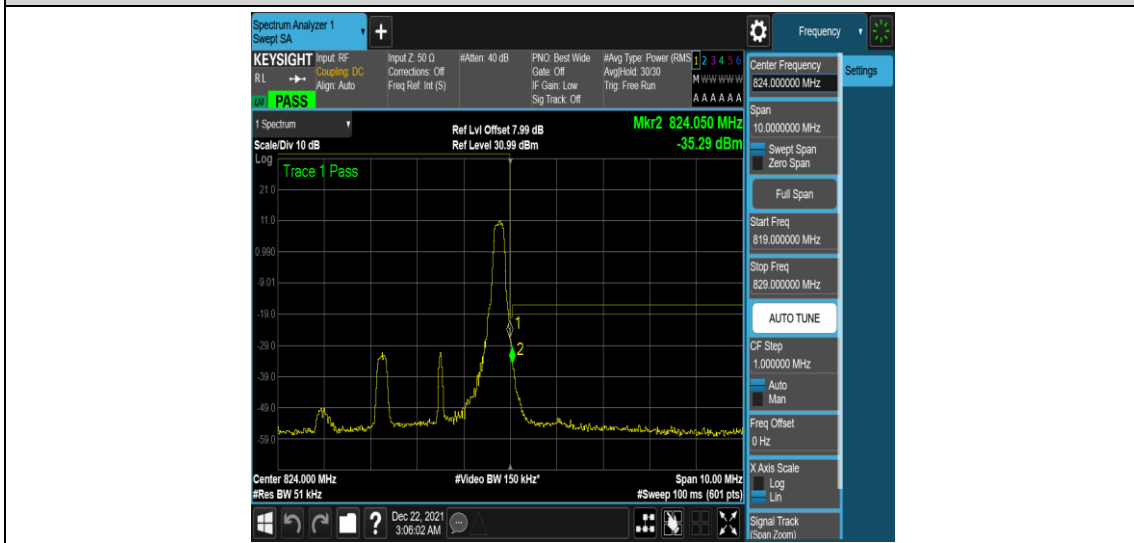 Spectrum Analyzer 1
Swept SA
+
Frequency
KEYSIGHT
RL
PASS
Input: RF
Coupling: DC
Align: Auto
Input Z: 50 Ω
Corrections: Off
Freq Ref: Int (S)
#Atten: 40 dB
PNO: Best Wide
Gate: Off
IF Gain: Low
Sig Track: Off
#Avg Type: Power (RMS
Avg|Hold: 30/30
Trig: Free Run
1 2 3 4 5 6
M W W W W W
A A A A A A
1 Spectrum
Scale/Div 10 dB
Ref Lvl Offset 7.99 dB
Ref Level 30.99 dBm
Mkr2 824.050 MHz
-35.29 dBm
Log
Trace 1 Pass
21.0
11.0
0.990
-9.01
-19.0
-29.0
-39.0
-49.0
-59.0
1
2
Center 824.000 MHz
#Res BW 51 kHz
#Video BW 150 kHz*
Span 10.00 MHz
#Sweep 100 ms (601 pts)
Center Frequency
824.000000 MHz
Settings
Span
10.0000000 MHz
Swept Span
Zero Span
Full Span
Start Freq
819.000000 MHz
Stop Freq
829.000000 MHz
AUTO TUNE
CF Step
1.000000 MHz
Auto
Man
Freq Offset
0 Hz
X Axis Scale
Log
Lin
Signal Track
(Span Zoom)
?
Dec 22, 2021
3:06:02 AM